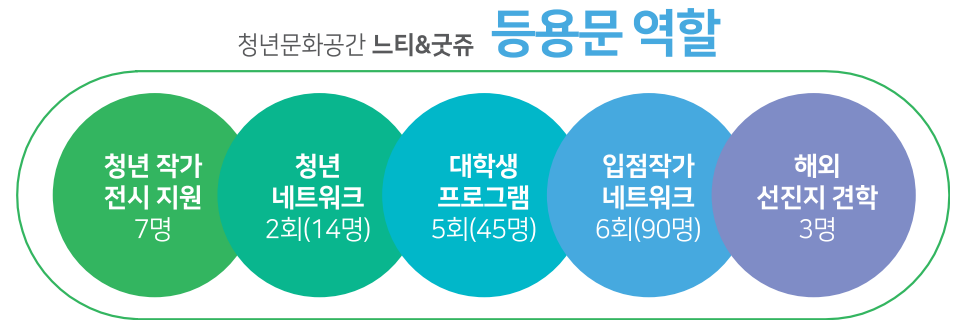 청년문화공간 느티&굿쥬 등용문 역할
청년 작가
전시 지원
7명
청년
네트워크
2회(14명)
대학생
프로그램
5회(45명)
입점작가
네트워크
6회(90명)
해외
선진지 견학
3명